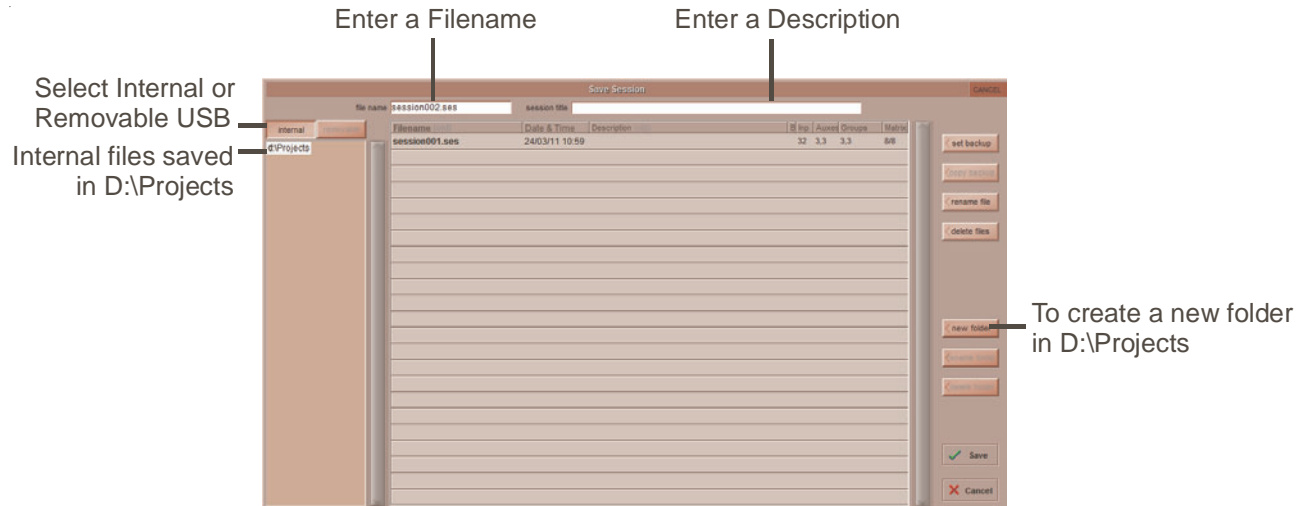 Enter a Filename
Enter a Description
Select Internal or
Removable USB
Internal files saved
in D:\Projects
To create a new folder
in D:\Projects
Save Session
CANCEL
file name session002.ses session title
internal removable
d:\Projects
Filename Date & Time Description B Inp Auxes Groups Matrix
session001.ses 24/03/11 10:59 32 3,3 3,3 8/8
set backup
copy backup
rename file
delete files
new folder
Save
Cancel